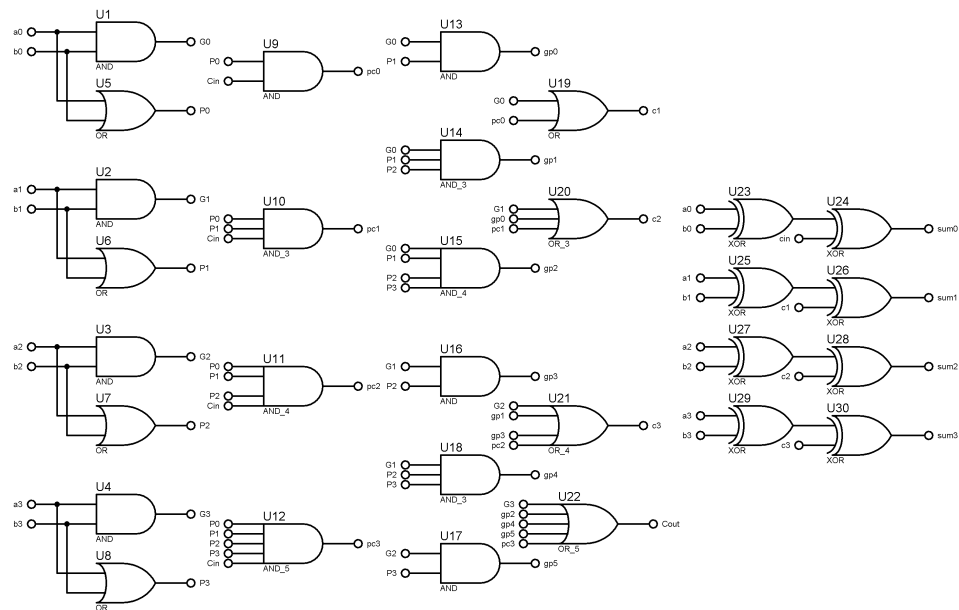 U1
a0
b0
G0
AND
U5
P0
OR
U9
P0
Cin
pc0
AND
U13
G0
P1
gp0
AND
U19
G0
pc0
c1
OR
U14
G0
P1
P2
gp1
AND_3
U2
a1
b1
G1
AND
U6
P1
OR
U10
P0
P1
Cin
pc1
AND_3
U15
G0
P1
P2
P3
gp2
AND_4
U20
G1
gp0
pc1
c2
OR_3
U3
a2
b2
G2
AND
U7
P2
OR
U11
P0
P1
P2
Cin
pc2
AND_4
U16
G1
P2
gp3
AND
U21
G2
gp1
gp3
pc2
c3
OR_4
U18
G1
P2
P3
gp4
AND_3
U4
a3
b3
G3
AND
U8
P3
OR
U12
P0
P1
P2
P3
Cin
pc3
AND_5
U17
G2
P3
gp5
AND
U22
G3
gp2
gp4
gp5
pc3
Cout
OR_5
U23
a0
b0
XOR
U24
cin
sum0
XOR
U25
a1
b1
XOR
U26
c1
sum1
XOR
U27
a2
b2
XOR
U28
c2
sum2
XOR
U29
a3
b3
XOR
U30
c3
sum3
XOR